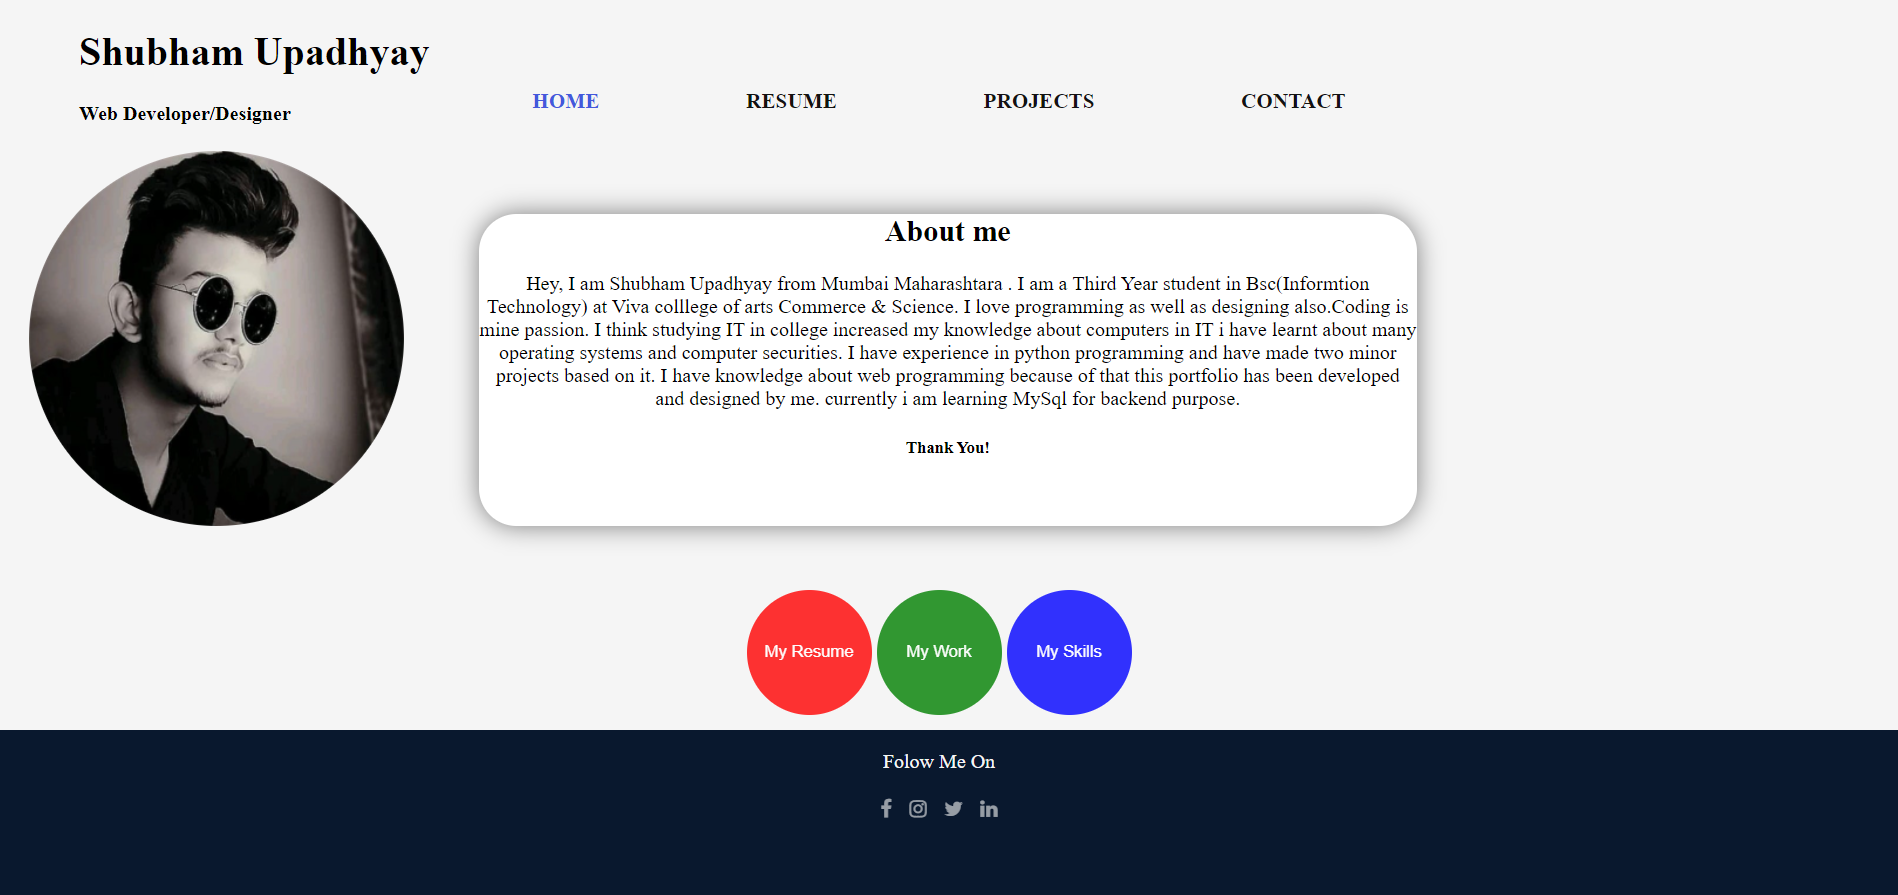 Shubham Upadhyay
Web Developer/Designer
HOME
RESUME
PROJECTS
CONTACT
About me
Hey, I am Shubham Upadhyay from Mumbai Maharashtara . I am a Third Year student in Bsc(Informtion
Technology) at Viva colllege of arts Commerce & Science. I love programming as well as designing also.Coding is
mine passion. I think studying IT in college increased my knowledge about computers in IT i have learnt about many
operating systems and computer securities. I have experience in python programming and have made two minor
projects based on it. I have knowledge about web programming because of that this portfolio has been developed
and designed by me. currently i am learning MySql for backend purpose.
Thank You!
My Resume
My Work
My Skills
Folow Me On